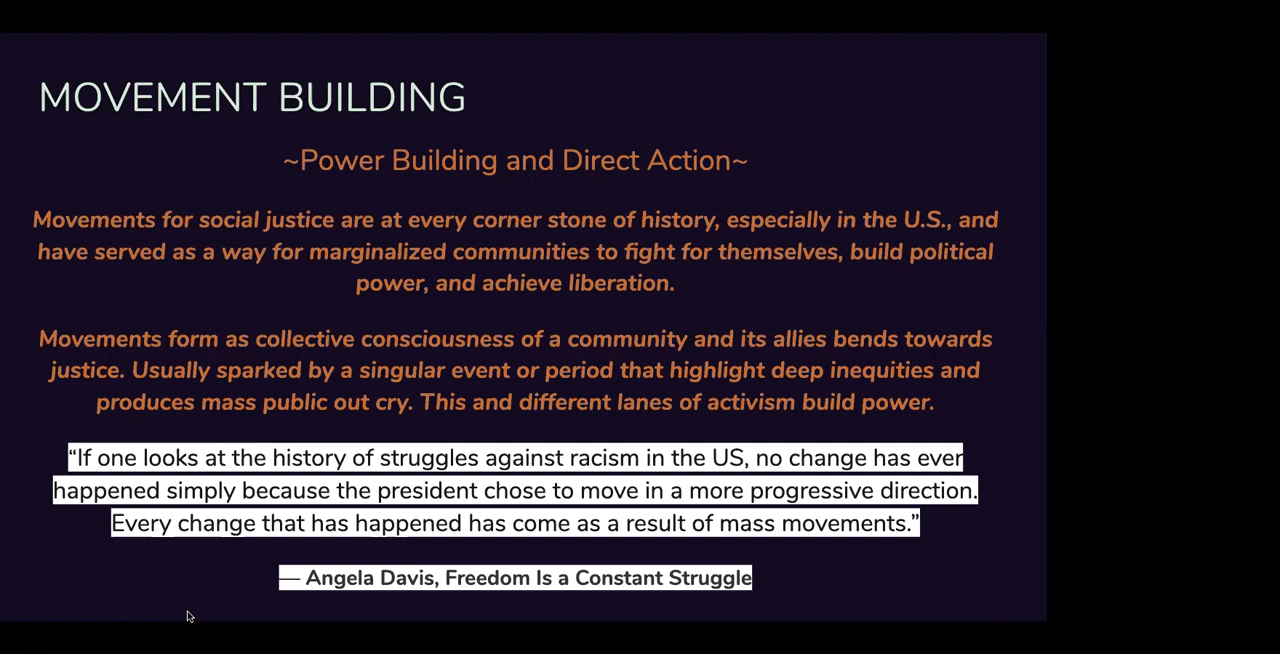 MOVEMENT BUILDING
~Power Building and Direct Action~
Movements for social justice are at every corner stone of history, especially in the U.S., and
have served as a way for marginalized communities to fight for themselves, build political
power, and achieve liberation.
Movements form as collective consciousness of a community and its allies bends towards
justice. Usually sparked by a singular event or period that highlight deep inequities and
produces mass public out cry. This and different lanes of activism build power.
“If one looks at the history of struggles against racism in the US, no change has ever
happened simply because the president chose to move in a more progressive direction.
Every change that has happened has come as a result of mass movements.”
— Angela Davis, Freedom Is a Constant Struggle